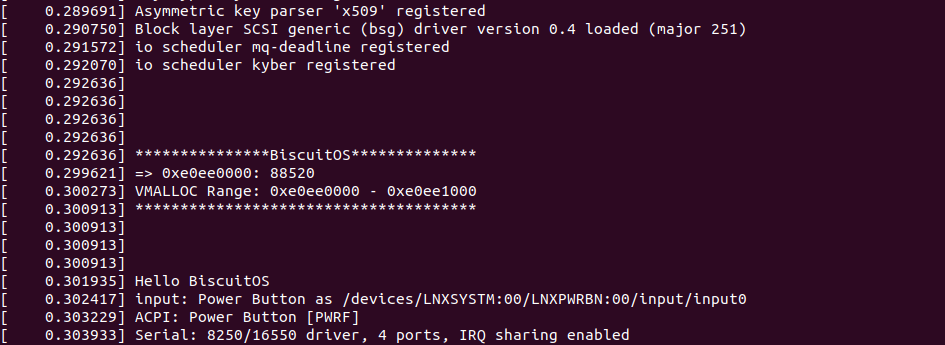 [    0.289691] Asymmetric key parser 'x509' registered
[    0.290750] Block layer SCSI generic (bsg) driver version 0.4 loaded (major 251)
[    0.291572] io scheduler mq-deadline registered
[    0.292070] io scheduler kyber registered
[    0.292636]
[    0.292636]
[    0.292636]
[    0.292636]
[    0.292636] ***************BiscuitOS**************
[    0.299621] => 0xe0ee0000: 88520
[    0.300273] VMALLOC Range: 0xe0ee0000 - 0xe0ee1000
[    0.300913] **************************************
[    0.300913]
[    0.300913]
[    0.300913]
[    0.301935] Hello BiscuitOS
[    0.302417] input: Power Button as /devices/LNXSYSTM:00/LNXPWRBN:00/input/input0
[    0.303229] ACPI: Power Button [PWRF]
[    0.303933] Serial: 8250/16550 driver, 4 ports, IRQ sharing enabled